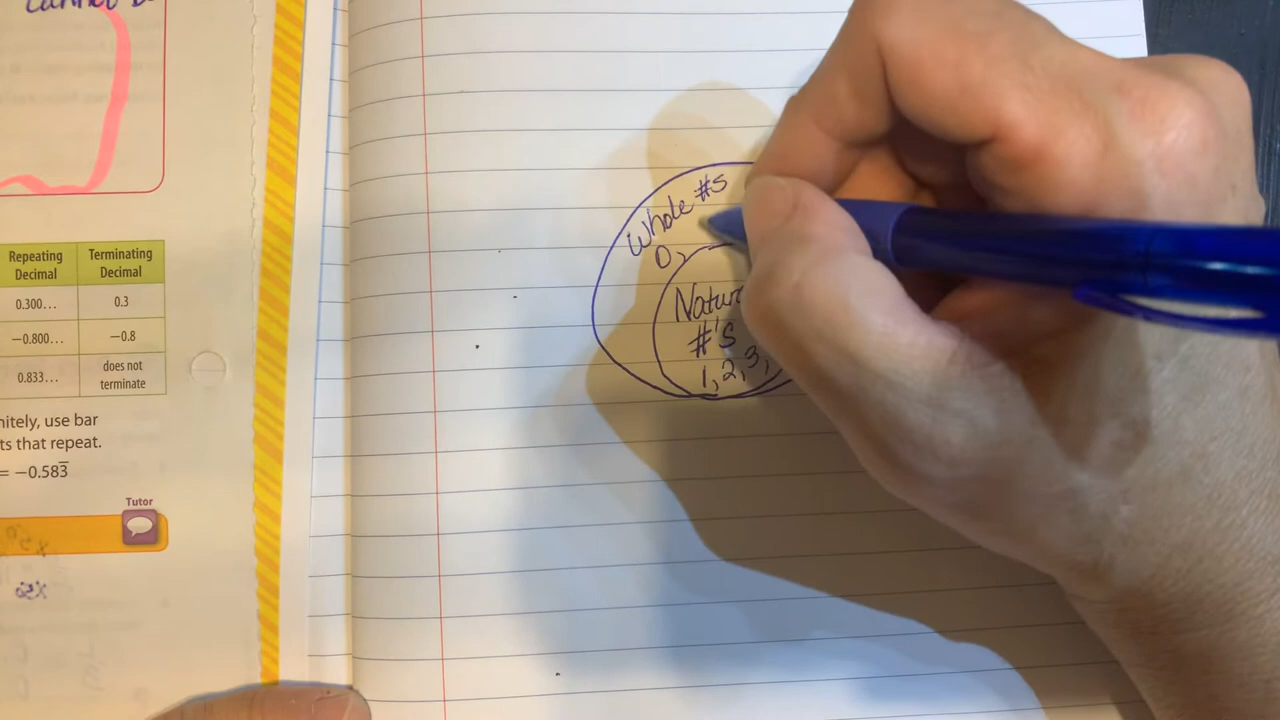 Repeating
Decimal
Terminating
Decimal
0.300... 0.3
−0.800... −0.8
0.833... does not
terminate
nitely, use bar
ts that repeat.
= −0.583̅
Tutor
Whole #s
0,
Natur
#'s
1, 2, 3,